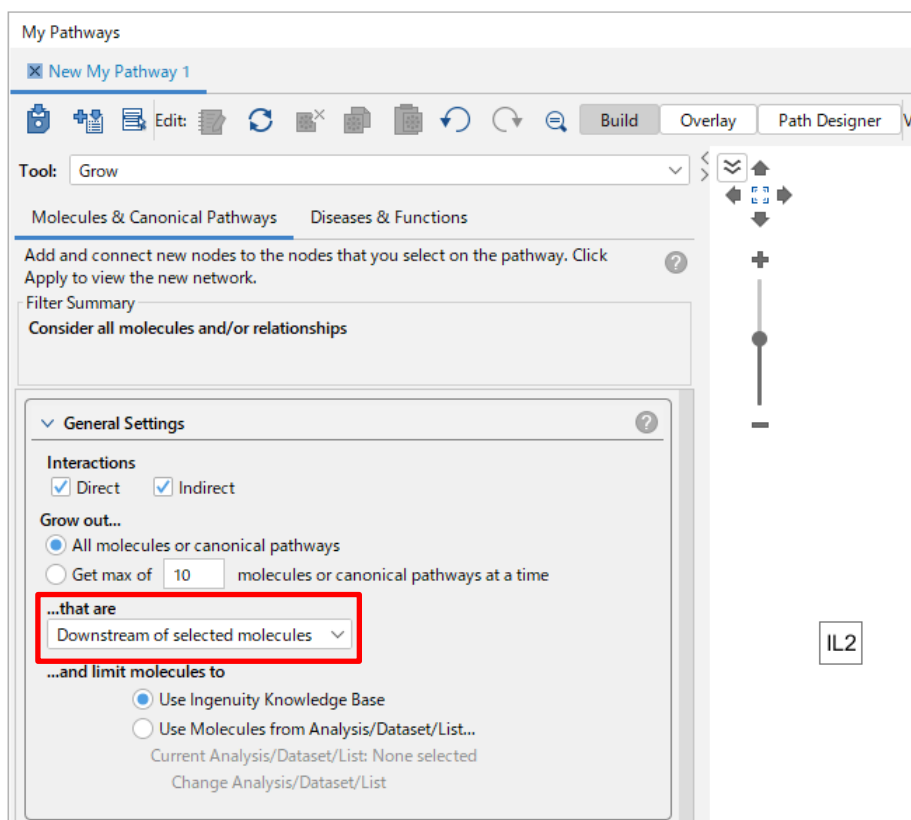 My Pathways
New My Pathway 1
Edit:
Build
Overlay
Path Designer
V
Tool:
Grow
Molecules & Canonical Pathways
Diseases & Functions
Add and connect new nodes to the nodes that you select on the pathway. Click
Apply to view the new network.
Filter Summary
Consider all molecules and/or relationships
General Settings
Interactions
Direct
Indirect
Grow out...
All molecules or canonical pathways
Get max of 10 molecules or canonical pathways at a time
...that are
Downstream of selected molecules
IL2
...and limit molecules to
Use Ingenuity Knowledge Base
Use Molecules from Analysis/Dataset/List...
Current Analysis/Dataset/List: None selected
Change Analysis/Dataset/List